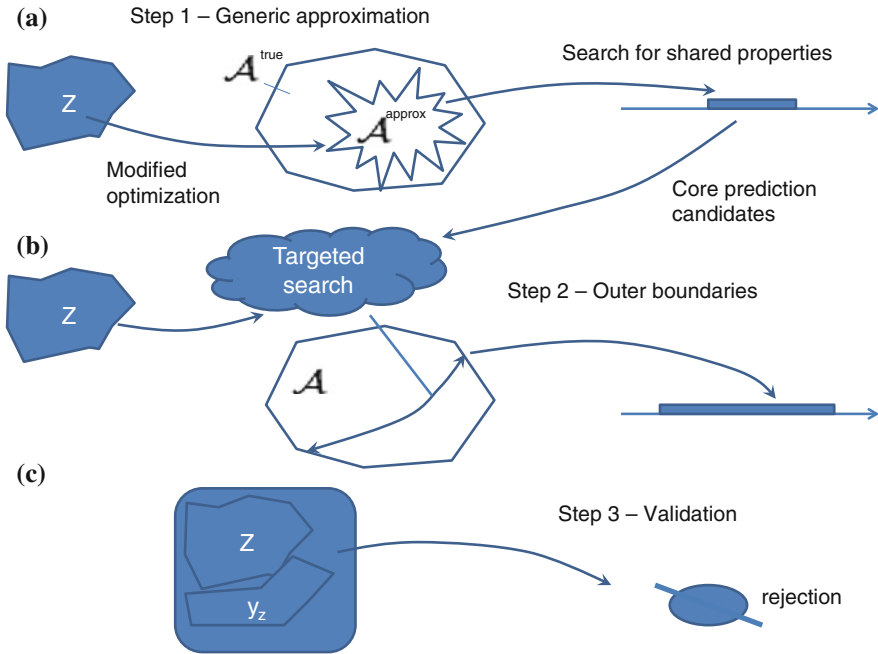 (a)
Step 1 – Generic approximation
Z
𝒜 true
𝒜 approx
Search for shared properties
Modified
optimization
Core prediction
candidates
(b)
Targeted
search
Z
Step 2 – Outer boundaries
𝒜
(c)
Step 3 – Validation
Z
y_z
rejection